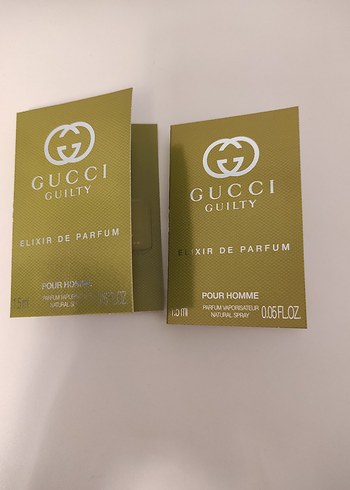 GUCCI
GUILTY
ELIXIR DE PARFUM
POUR HOMME
PARFUM VAPORISATEUR
NATURAL SPRAY
GUCCI
GUILTY
ELIXIR DE PARFUM
POUR HOMME
1.5 ml PARFUM VAPORISATEUR 0.05 FL.OZ.
NATURAL SPRAY